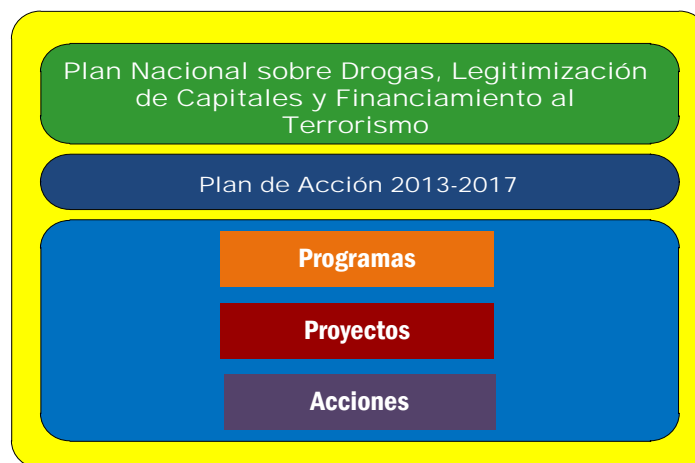 Plan Nacional sobre Drogas, Legitimización
de Capitales y Financiamiento al
Terrorismo
Plan de Acción 2013-2017
Programas
Proyectos
Acciones